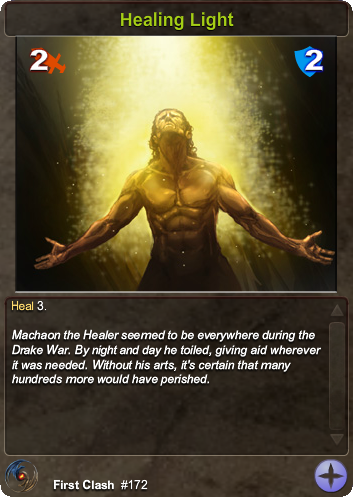 Healing Light
2 2
Heal 3.
Machaon the Healer seemed to be everywhere during the
Drake War. By night and day he toiled, giving aid wherever
it was needed. Without his arts, it's certain that many
hundreds more would have perished.
First Clash #172